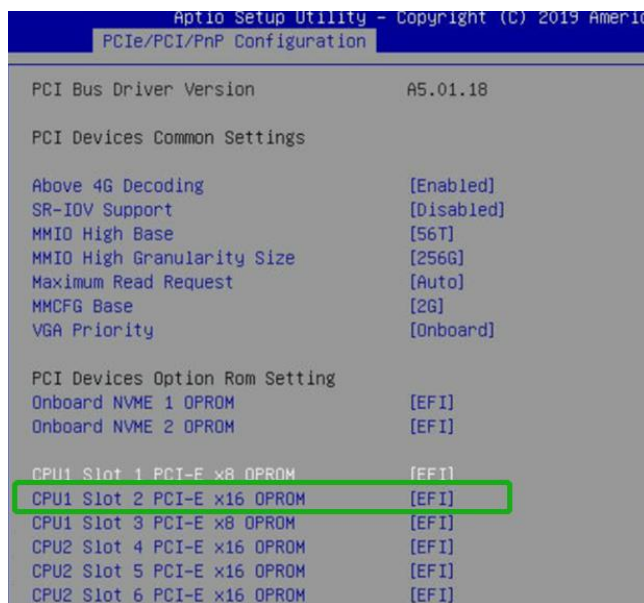 Aptio Setup Utility – Copyright (C) 2019 Americ
PCIe/PCI/PnP Configuration
PCI Bus Driver Version A5.01.18
PCI Devices Common Settings
Above 4G Decoding [Enabled]
SR-IOV Support [Disabled]
MMIO High Base [56T]
MMIO High Granularity Size [256G]
Maximum Read Request [Auto]
MMCFG Base [2G]
VGA Priority [Onboard]
PCI Devices Option Rom Setting
Onboard NVME 1 OPROM [EFI]
Onboard NVME 2 OPROM [EFI]
CPU1 Slot 1 PCI-E x8 OPROM [EFI]
CPU1 Slot 2 PCI-E x16 OPROM [EFI]
CPU1 Slot 3 PCI-E x8 OPROM [EFI]
CPU2 Slot 4 PCI-E x16 OPROM [EFI]
CPU2 Slot 5 PCI-E x16 OPROM [EFI]
CPU2 Slot 6 PCI-E x16 OPROM [EFI]